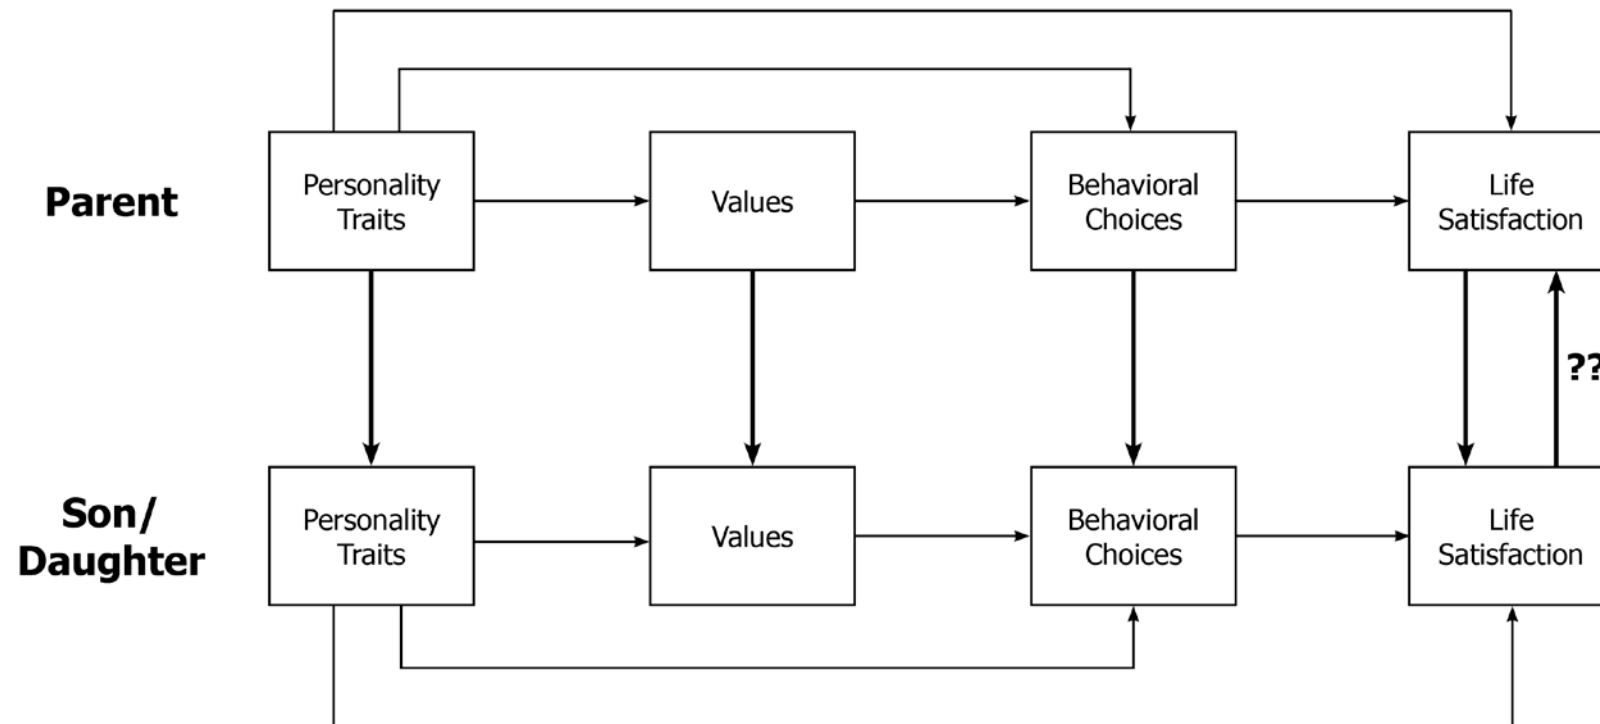 Parent
Personality
Traits
Values
Behavioral
Choices
Life
Satisfaction
??
Son/
Daughter
Personality
Traits
Values
Behavioral
Choices
Life
Satisfaction